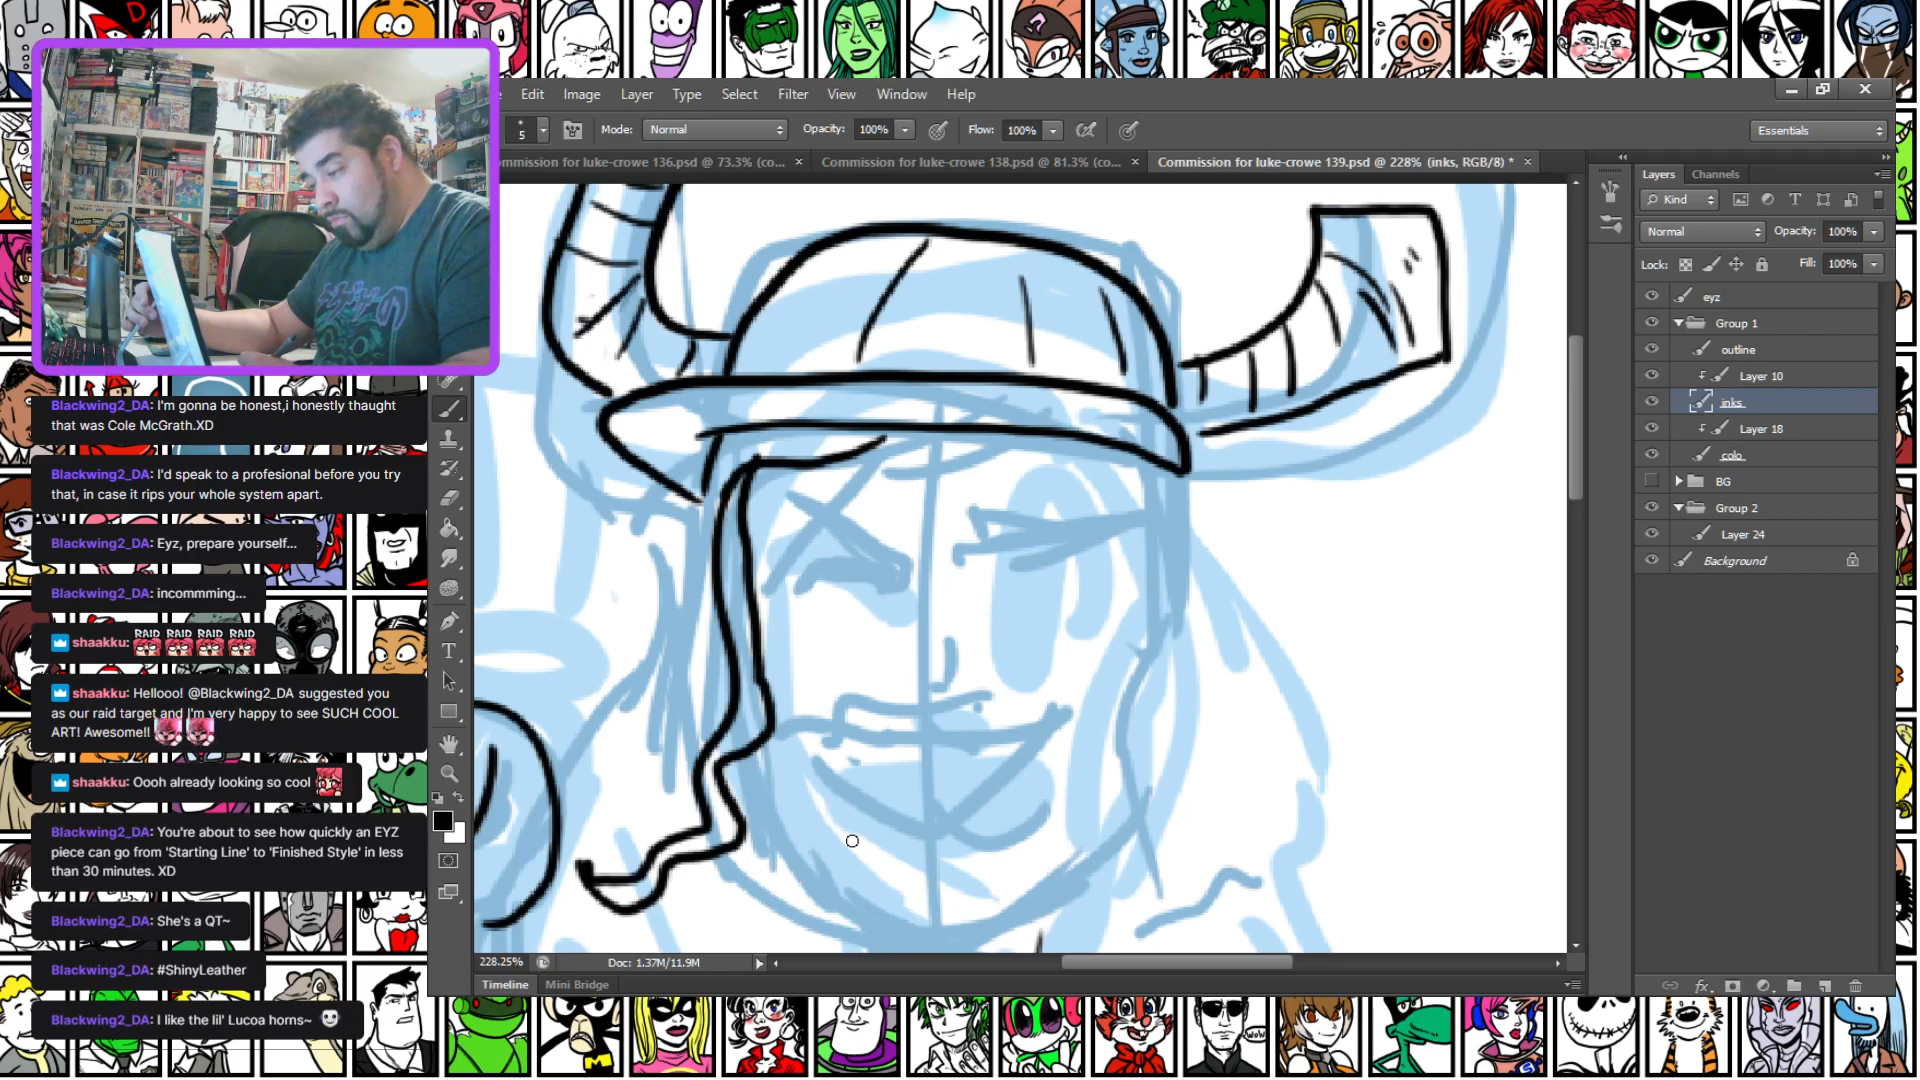 Edit Image Layer Type Select Filter View Window Help
5 Mode: Normal Opacity: 100% Flow: 100% Essentials
ommission for luke-crowe 136.psd @ 73.3% (co... × Commission for luke-crowe 138.psd @ 81.3% (co... × Commission for luke-crowe 139.psd @ 228% (inks, RGB/8) * ×
Layers Channels
Kind
Normal Opacity: 100%
Lock: Fill: 100%
eyz
Group 1
outline
Layer 10
inks
Layer 18
colo
BG
Group 2
Layer 24
Background
Blackwing2_DA: I'm gonna be honest,i honestly thaught
that was Cole McGrath.XD
Blackwing2_DA: I'd speak to a profesional before you try
that, in case it rips your whole system apart.
Blackwing2_DA: Eyz, prepare yourself...
Blackwing2_DA: incommming...
shaakku: RAID RAID RAID RAID
shaakku: Hellooo! @Blackwing2_DA suggested you
as our raid target and I'm very happy to see SUCH COOL
ART! Awesome!!
shaakku: Oooh already looking so cool
Blackwing2_DA: You're about to see how quickly an EYZ
piece can go from 'Starting Line' to 'Finished Style' in less
than 30 minutes. XD
Blackwing2_DA: She's a QT~
Blackwing2_DA: #ShinyLeather
Blackwing2_DA: I like the lil' Lucoa horns~
228.25% Doc: 1.37M/11.9M
Timeline Mini Bridge
WOW